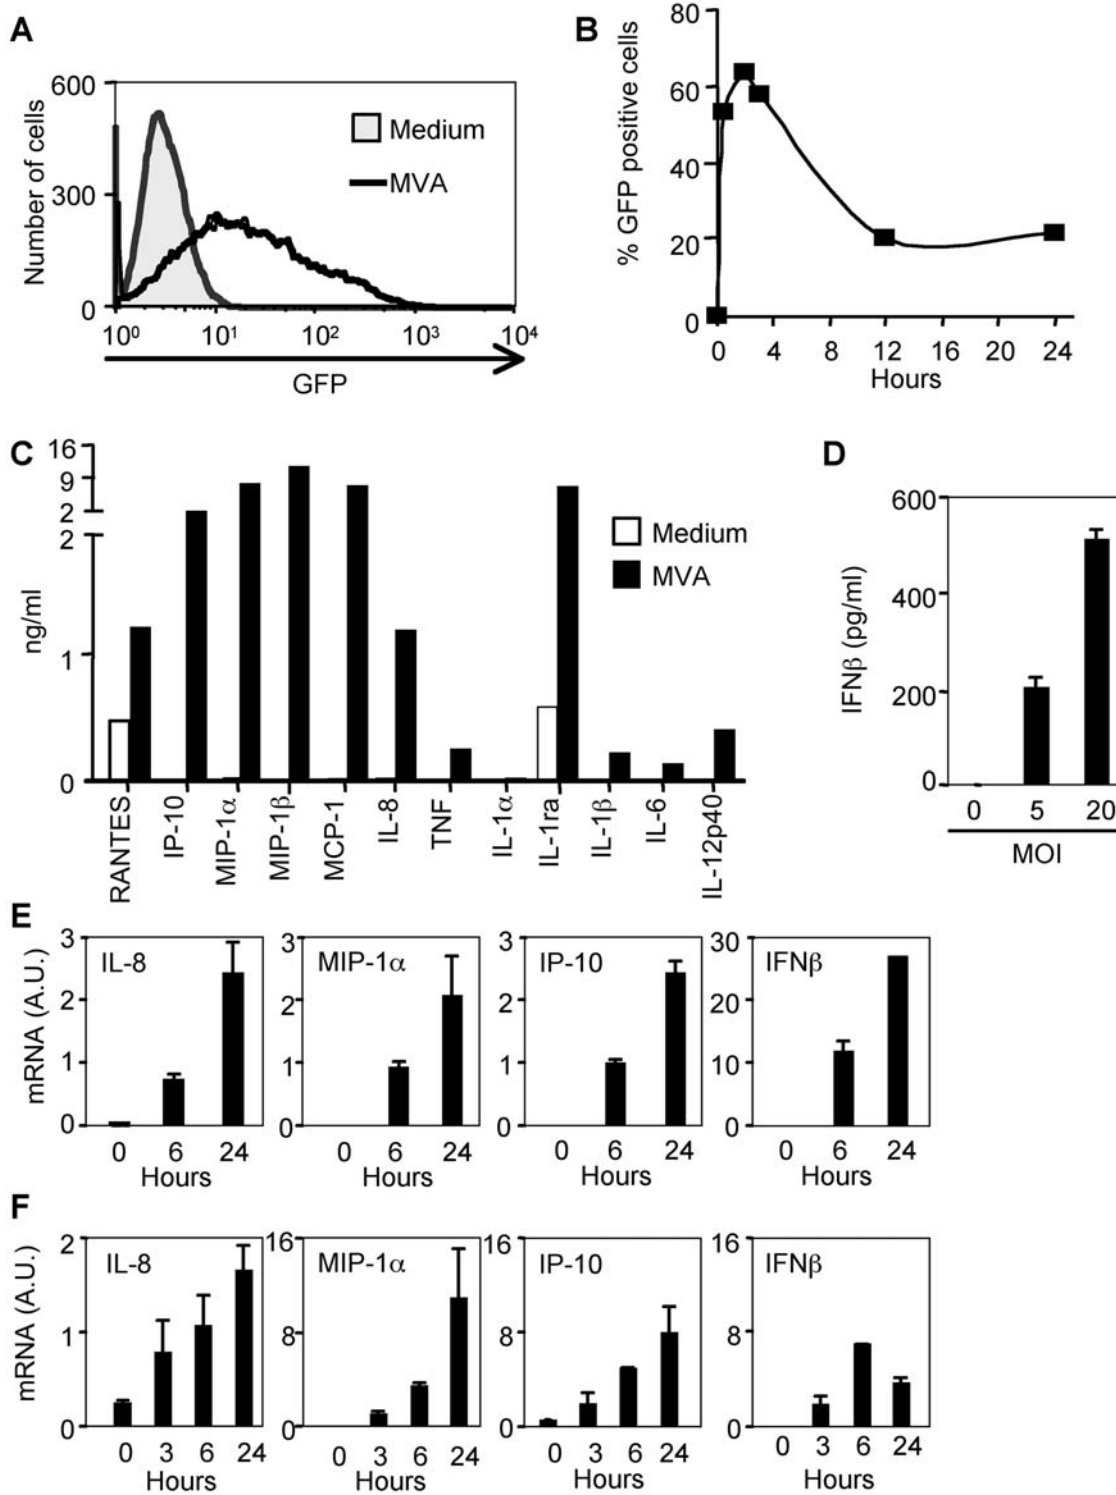 A
600
300
0
Number of cells
Medium
MVA
10⁰ 10¹ 10² 10³ 10⁴
GFP
B
80
60
40
20
0
% GFP positive cells
0 4 8 12 16 20 24
Hours
C
16
9
2
2
1
0
ng/ml
Medium
MVA
RANTES
IP-10
MIP-1α
MIP-1β
MCP-1
IL-8
TNF
IL-1α
IL-1ra
IL-1β
IL-6
IL-12p40
D
600
400
200
0
IFNβ (pg/ml)
0 5 20
MOI
E
mRNA (A.U.)
3
2
1
0
IL-8
0 6 24
Hours
3
2
1
0
MIP-1α
0 6 24
Hours
3
2
1
0
IP-10
0 6 24
Hours
30
20
10
0
IFNβ
0 6 24
Hours
F
mRNA (A.U.)
2
1
0
IL-8
0 3 6 24
Hours
16
8
0
MIP-1α
0 3 6 24
Hours
16
8
0
IP-10
0 3 6 24
Hours
16
8
0
IFNβ
0 3 6 24
Hours